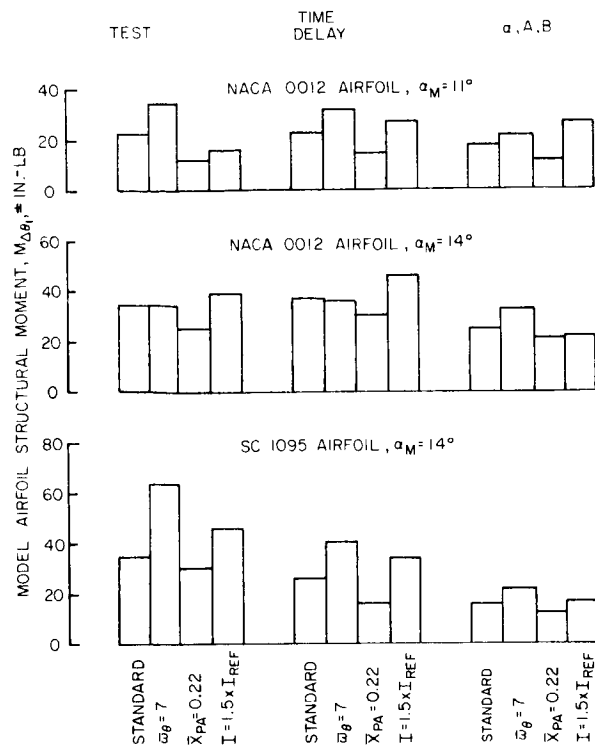 TEST
TIME
DELAY
α, A, B
NACA 0012 AIRFOIL, αM = 11°
40
20
0
NACA 0012 AIRFOIL, αM = 14°
60
40
20
0
SC 1095 AIRFOIL, αM = 14°
80
60
40
20
0
MODEL AIRFOIL STRUCTURAL MOMENT, MΔθ₁, ± IN.-LB
STANDARD
ω̄θ = 7
X̄PA = 0.22
I = 1.5 x IREF
STANDARD
ω̄θ = 7
X̄PA = 0.22
I = 1.5 x IREF
STANDARD
ω̄θ = 7
X̄PA = 0.22
I = 1.5 x IREF